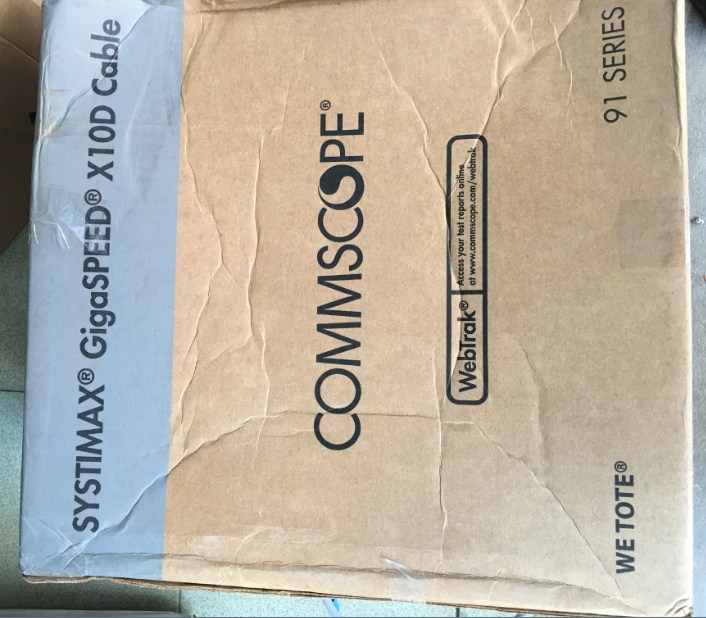 SYSTIMAX® GigaSPEED® X10D Cable
COMMSCOPE®
WebTrak® Access your test reports online
at www.commscope.com/webtrak
WE TOTE® 91 SERIES